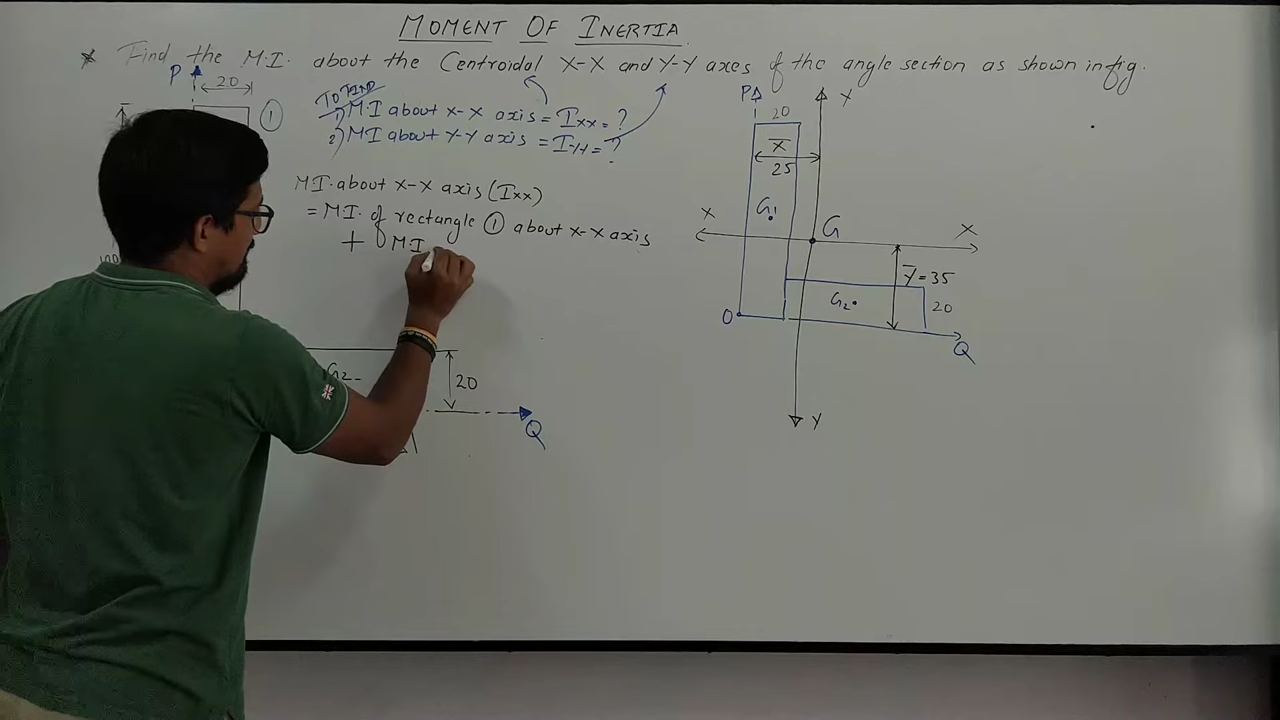 MOMENT OF INERTIA
* Find the M.I. about the Centroidal X-X and Y-Y axes of the angle section as shown in fig.
P
20
①
TO FIND
1) MI about X-X axis = Ixx = ?
2) MI about Y-Y axis = Iyy = ?
MI. about X-X axis (Ixx)
= MI. of rectangle ① about X-X axis
+ MI
G2
20
Q
P
20
Y
X̄
25
G1
X
G
X
Ȳ = 35
G2
20
O
Q
Y